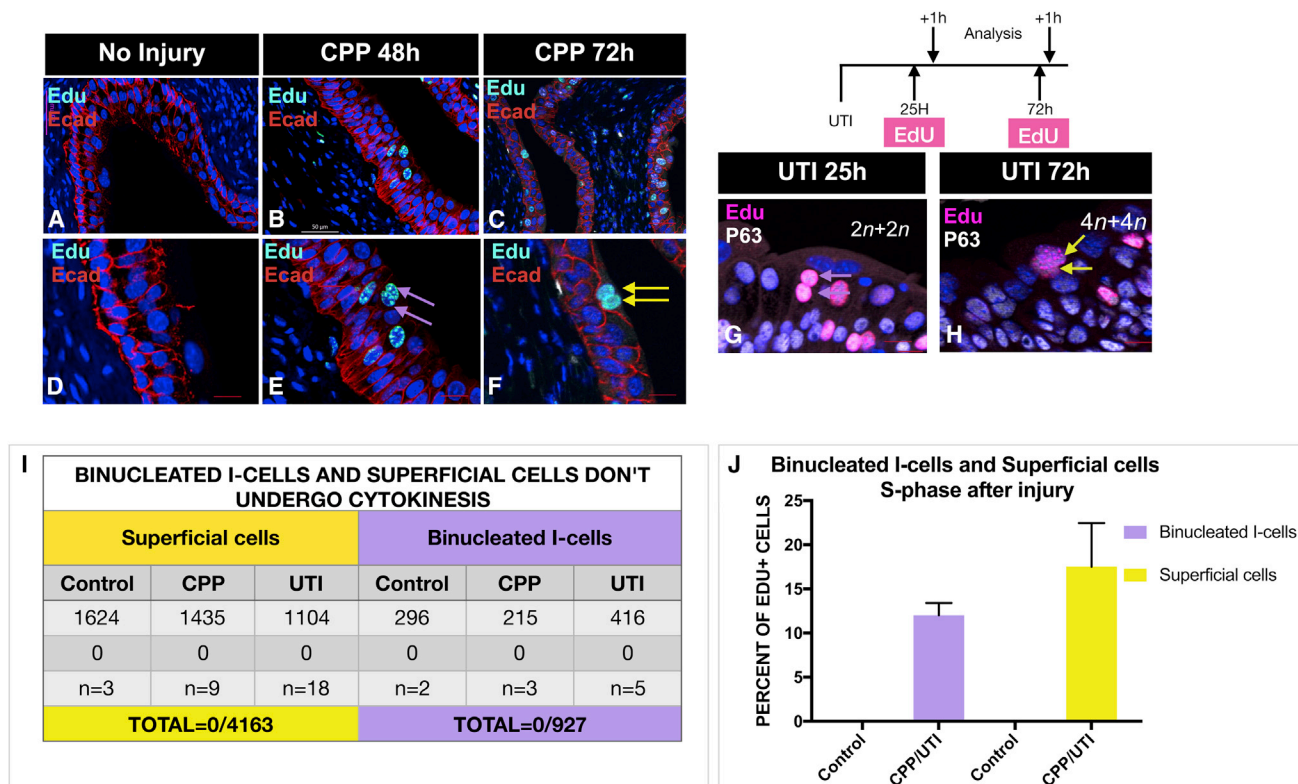 No Injury
CPP 48h
CPP 72h
Edu
Ecad
A
Edu
Ecad
B
50 µm
Edu
Ecad
C
Edu
Ecad
D
Edu
Ecad
E
Edu
Ecad
F
+1h
Analysis
+1h
UTI
25H
EdU
72h
EdU
UTI 25h
UTI 72h
Edu
P63
2n+2n
G
Edu
P63
4n+4n
H
I
BINUCLEATED I-CELLS AND SUPERFICIAL CELLS DON'T
UNDERGO CYTOKINESIS
Superficial cells
Binucleated I-cells
Control CPP UTI Control CPP UTI
1624 1435 1104 296 215 416
0 0 0 0 0 0
n=3 n=9 n=18 n=2 n=3 n=5
TOTAL=0/4163
TOTAL=0/927
J
Binucleated I-cells and Superficial cells
S-phase after injury
PERCENT OF EDU+ CELLS
25
20
15
10
5
0
Control
CPP/UTI
Control
CPP/UTI
Binucleated I-cells
Superficial cells